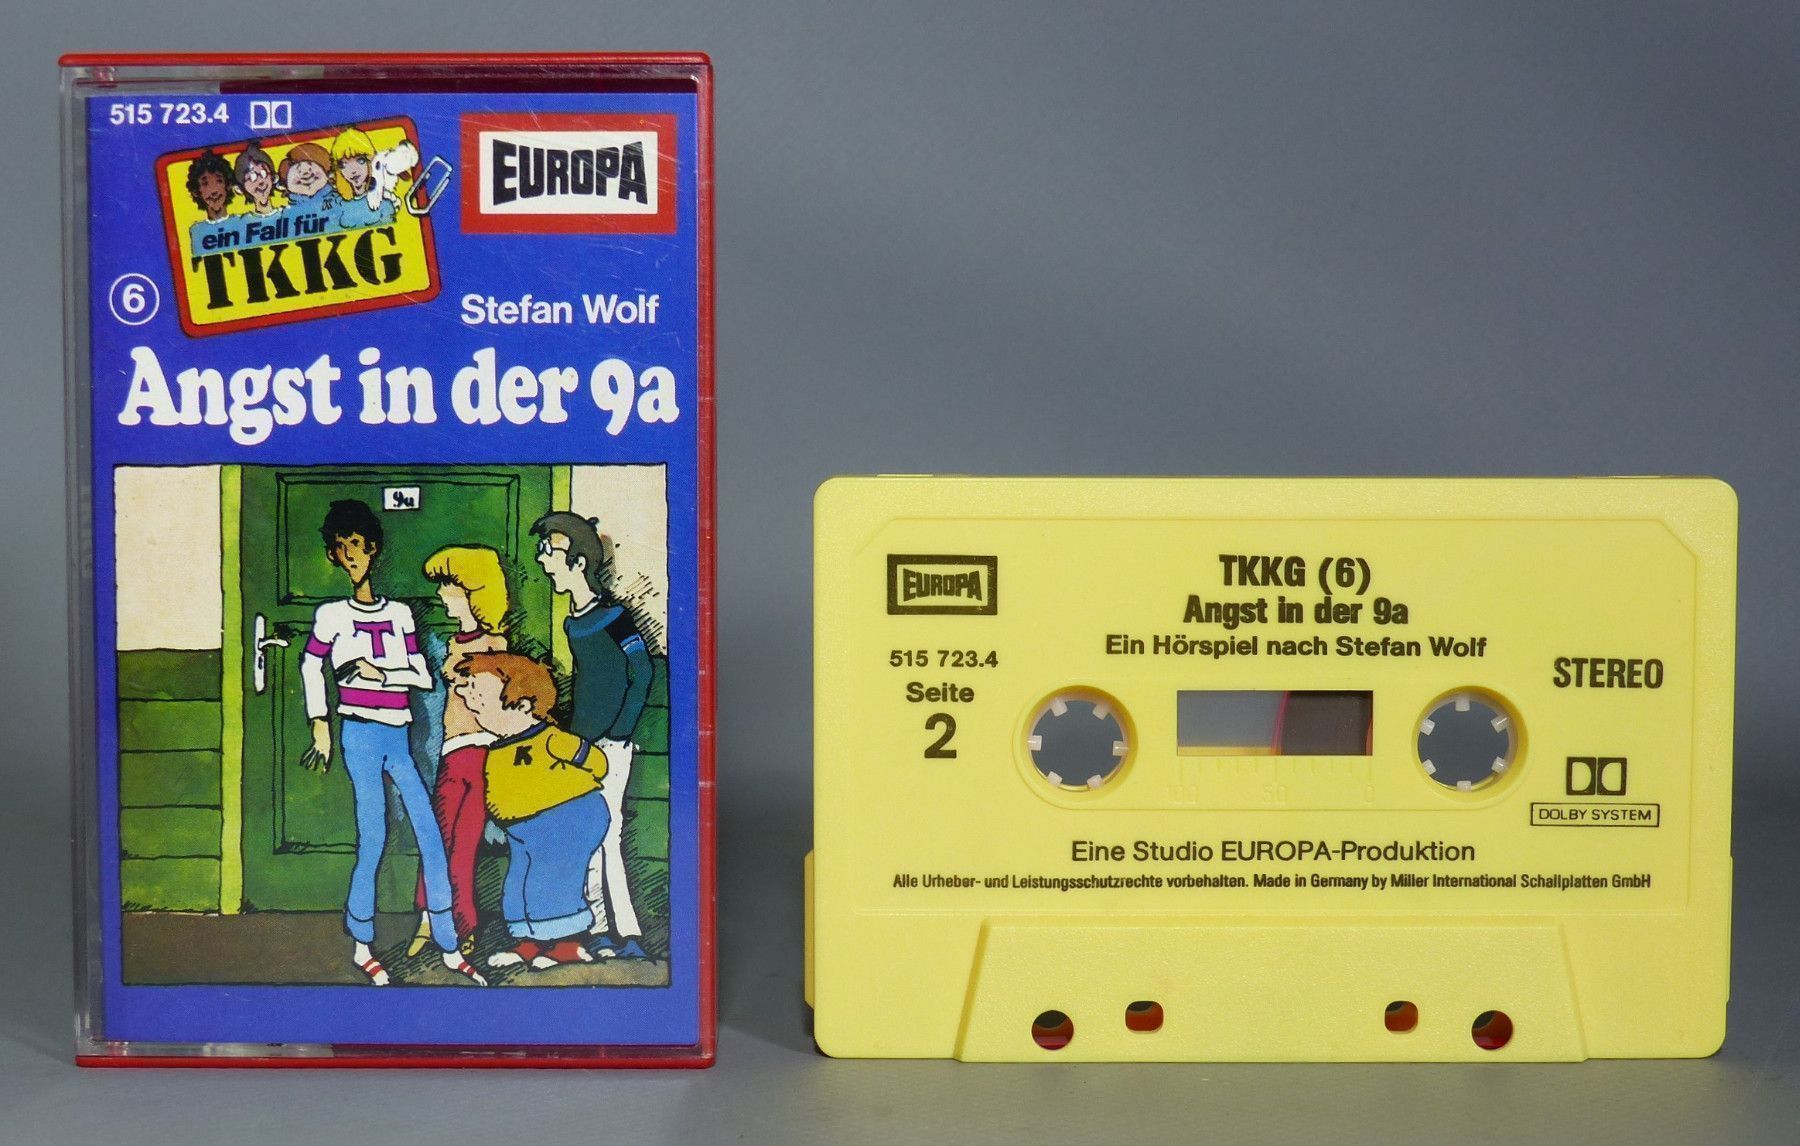 515 723.4
EUROPA
ein Fall für
TKKG
6
Stefan Wolf
Angst in der 9a
9a
T
K
EUROPA
TKKG (6)
Angst in der 9a
Ein Hörspiel nach Stefan Wolf
515 723.4
Seite
2
STEREO
100 50 0
DOLBY SYSTEM
Eine Studio EUROPA-Produktion
Alle Urheber- und Leistungsschutzrechte vorbehalten. Made in Germany by Miller International Schallplatten GmbH